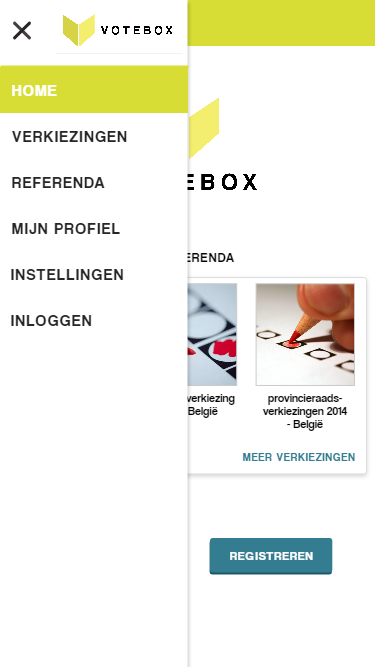 VOTEBOX
HOME
VERKIEZINGEN
REFERENDA
MIJN PROFIEL
INSTELLINGEN
INLOGGEN
EBOX
ERENDA
verkiezing
België
provincieraads-
verkiezingen 2014
- België
MEER VERKIEZINGEN
REGISTREREN